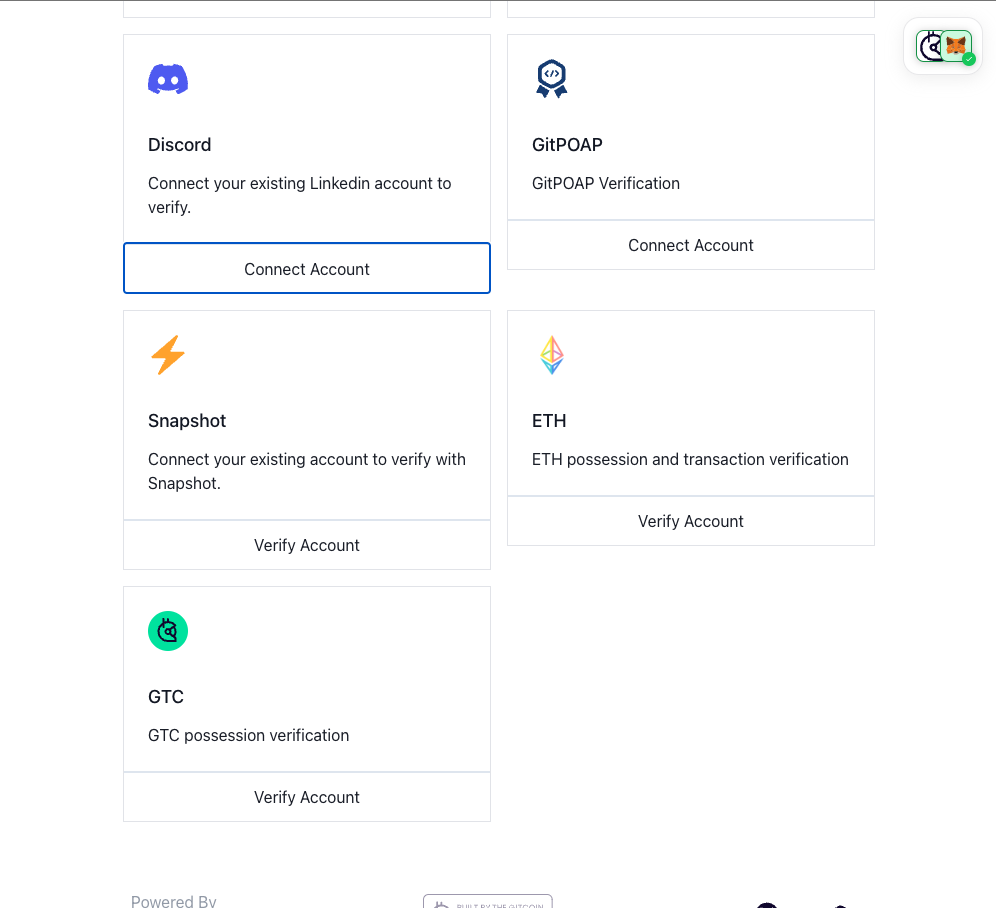 Discord
Connect your existing Linkedin account to
verify.
Connect Account
GitPOAP
GitPOAP Verification
Connect Account
Snapshot
Connect your existing account to verify with
Snapshot.
Verify Account
ETH
ETH possession and transaction verification
Verify Account
GTC
GTC possession verification
Verify Account
Powered By
BUILT BY THE GITCOIN